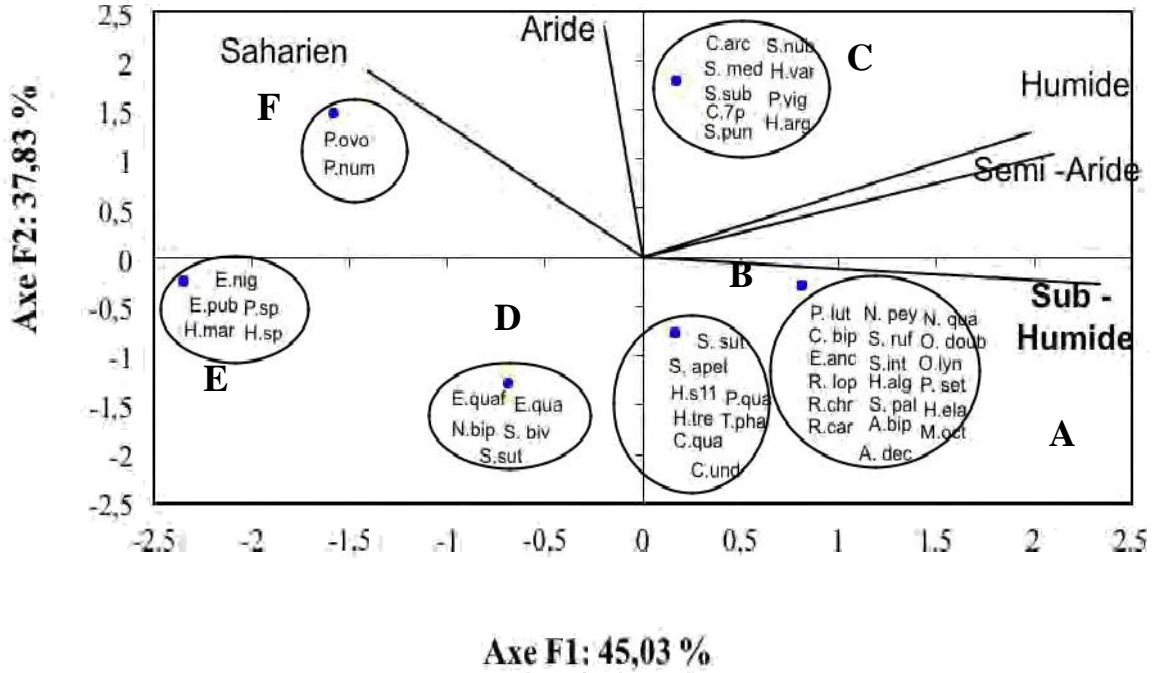 Axe F2: 37,83 %
2,5
2
1,5
1
0,5
0
-0,5
-1
-1,5
-2
-2,5
Saharien
Aride
Humide
Semi -Aride
Sub -
Humide
F
P.ovo
P.num
C
C.arc S.nub
S. med H.var
S.sub P.vig
C.7p
S.pun H.arg
E.nig
E.pub P.sp
H.mar H.sp
E
D
E.quaf E.qua
N.bip S. biv
S.sut
B
S. sut
S. apel
H.s11 P.qua
H.tre T.pha
C.qua
C.und
P. lut N. pey N. qua
C. bip S. ruf O. doub
E.anc S.int O.lyn
R. lop H.alg P. set
R.chr S. pal H.ela
R.car A.bip M.oct
A. dec
A
-2,5 -2 -1,5 -1 -0,5 0 0,5 1 1,5 2 2,5
Axe F1: 45,03 %